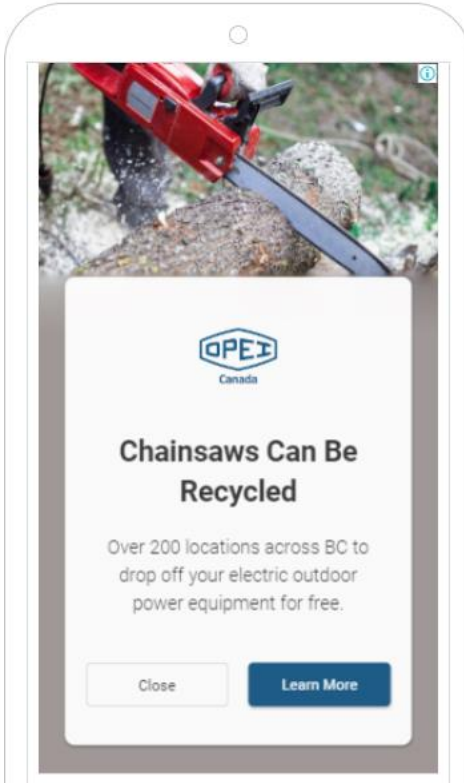 OPEI
Canada
Chainsaws Can Be
Recycled
Over 200 locations across BC to
drop off your electric outdoor
power equipment for free.
Close
Learn More